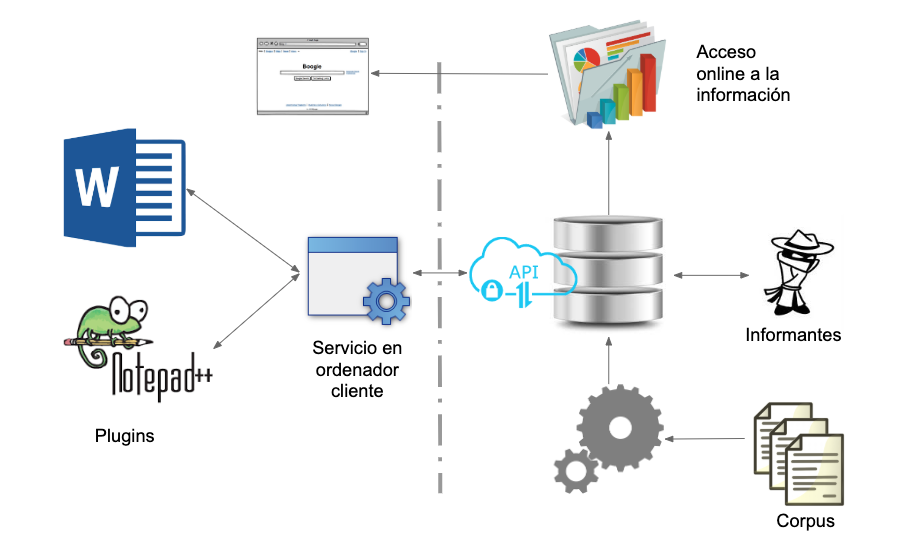 Boogle
Acceso
online a la
información
W
API
Servicio en
ordenador
cliente
Informantes
notepad++
Plugins
Corpus